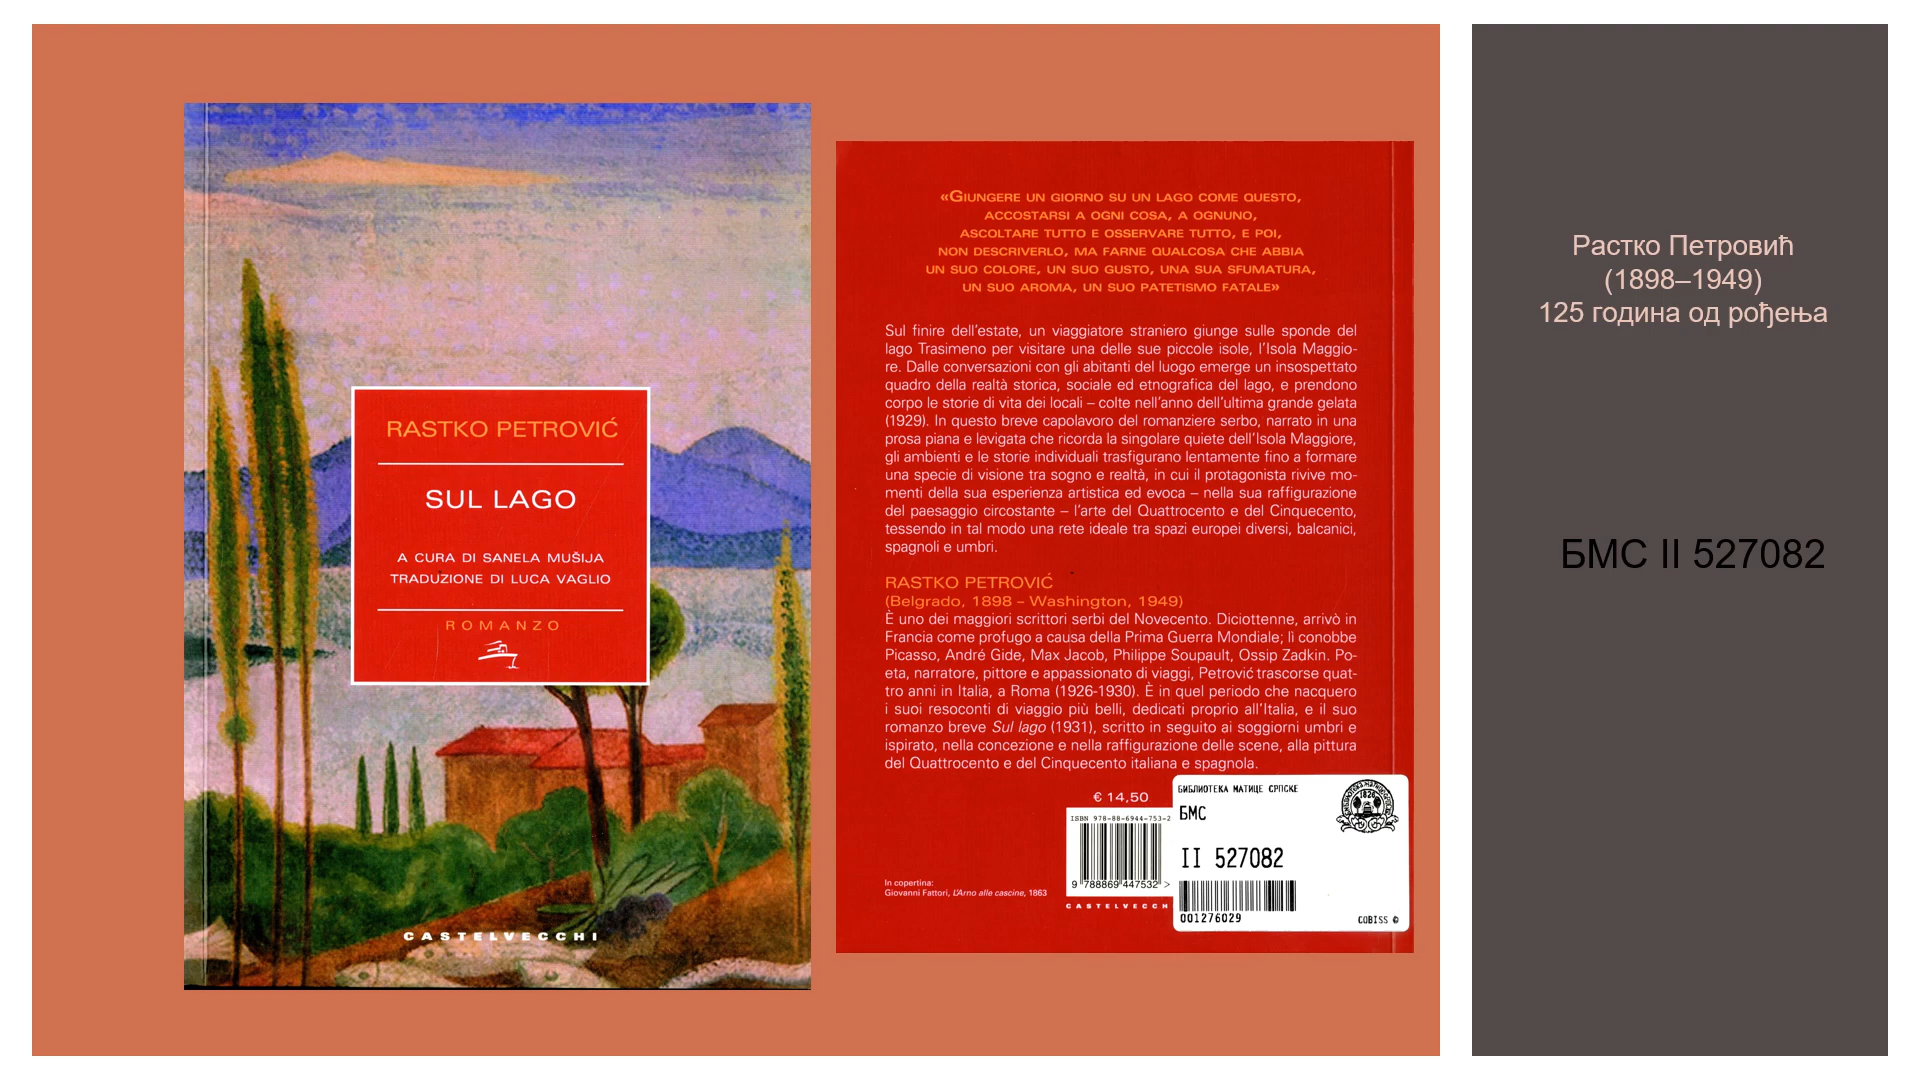 RASTKO PETROVIĆ
SUL LAGO
A CURA DI SANELA MUŠIJA
TRADUZIONE DI LUCA VAGLIO
ROMANZO
CASTELVECCHI
«GIUNGERE UN GIORNO SU UN LAGO COME QUESTO,
ACCOSTARSI A OGNI COSA, A OGNUNO,
ASCOLTARE TUTTO E OSSERVARE TUTTO, E POI,
NON DESCRIVERLO, MA FARNE QUALCOSA CHE ABBIA
UN SUO COLORE, UN SUO GUSTO, UNA SUA SFUMATURA,
UN SUO AROMA, UN SUO PATETISMO FATALE»
Sul finire dell'estate, un viaggiatore straniero giunge sulle sponde del
lago Trasimeno per visitare una delle sue piccole isole, l'Isola Maggio-
re. Dalle conversazioni con gli abitanti del luogo emerge un insospettato
quadro della realtà storica, sociale ed etnografica del lago, e prendono
corpo le storie di vita dei locali – colte nell'anno dell'ultima grande gelata
(1929). In questo breve capolavoro del romanziere serbo, narrato in una
prosa piana e levigata che ricorda la singolare quiete dell'Isola Maggiore,
gli ambienti e le storie individuali trasfigurano lentamente fino a formare
una specie di visione tra sogno e realtà, in cui il protagonista rivive mo-
menti della sua esperienza artistica ed evoca – nella sua raffigurazione
del paesaggio circostante – l'arte del Quattrocento e del Cinquecento,
tessendo in tal modo una rete ideale tra spazi europei diversi, balcanici,
spagnoli e umbri.
RASTKO PETROVIĆ
(Belgrado, 1898 – Washington, 1949)
È uno dei maggiori scrittori serbi del Novecento. Diciottenne, arrivò in
Francia come profugo a causa della Prima Guerra Mondiale; lì conobbe
Picasso, André Gide, Max Jacob, Philippe Soupault, Ossip Zadkin. Po-
eta, narratore, pittore e appassionato di viaggi, Petrović trascorse quat-
tro anni in Italia, a Roma (1926-1930). È in quel periodo che nacquero
i suoi resoconti di viaggio più belli, dedicati proprio all'Italia, e il suo
romanzo breve Sul lago (1931), scritto in seguito ai soggiorni umbri e
ispirato, nella concezione e nella raffigurazione delle scene, alla pittura
del Quattrocento e del Cinquecento italiana e spagnola.
€ 14,50
ISBN 978-88-6944-753-2
9 788869 447532 >
CASTELVECCH
In copertina:
Giovanni Fattori, L'Arno alle cascine, 1863
БИБЛИОТЕКА МАТИЦЕ СРПСКЕ
БМС
1826
II 527082
001276029
COBISS ©
Растко Петровић
(1898–1949)
125 година од рођења
БМС II 527082